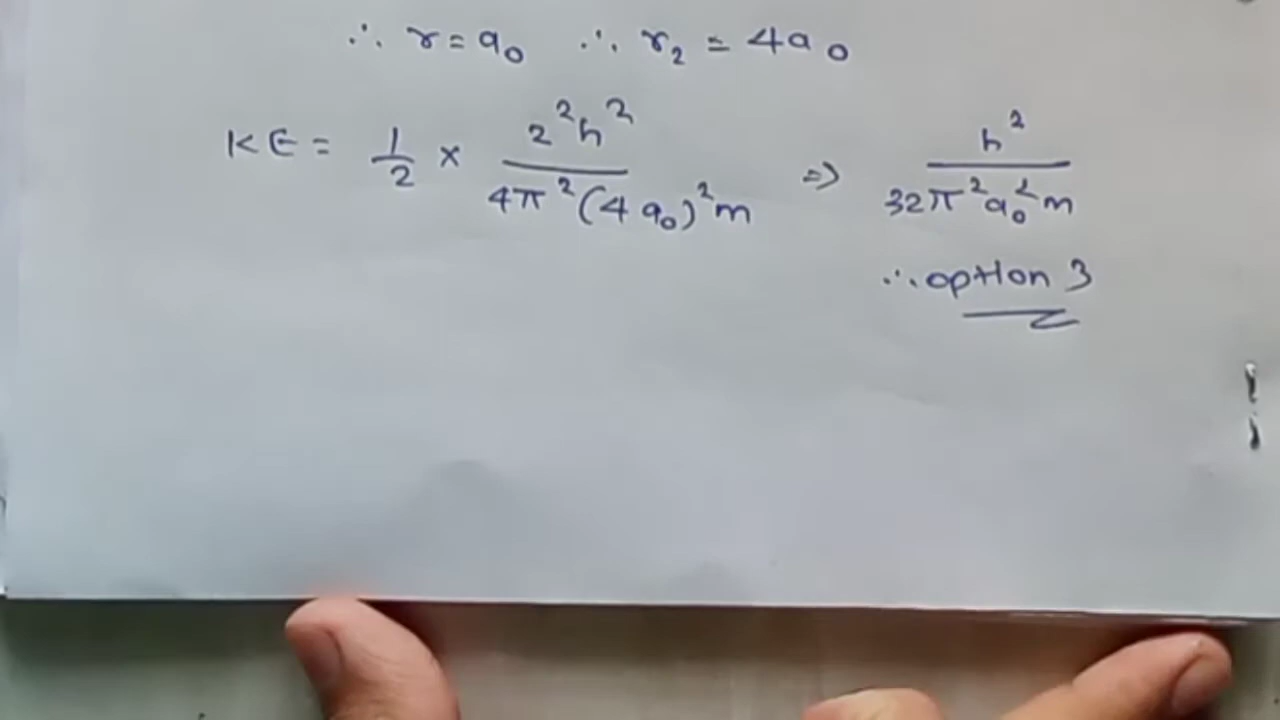 ∴ r = a₀ ∴ r₂ = 4a₀
KE = 1/2 × 2²h²/4π²(4a₀)²m ⇒ h²/32π²a₀²m
∴ option 3